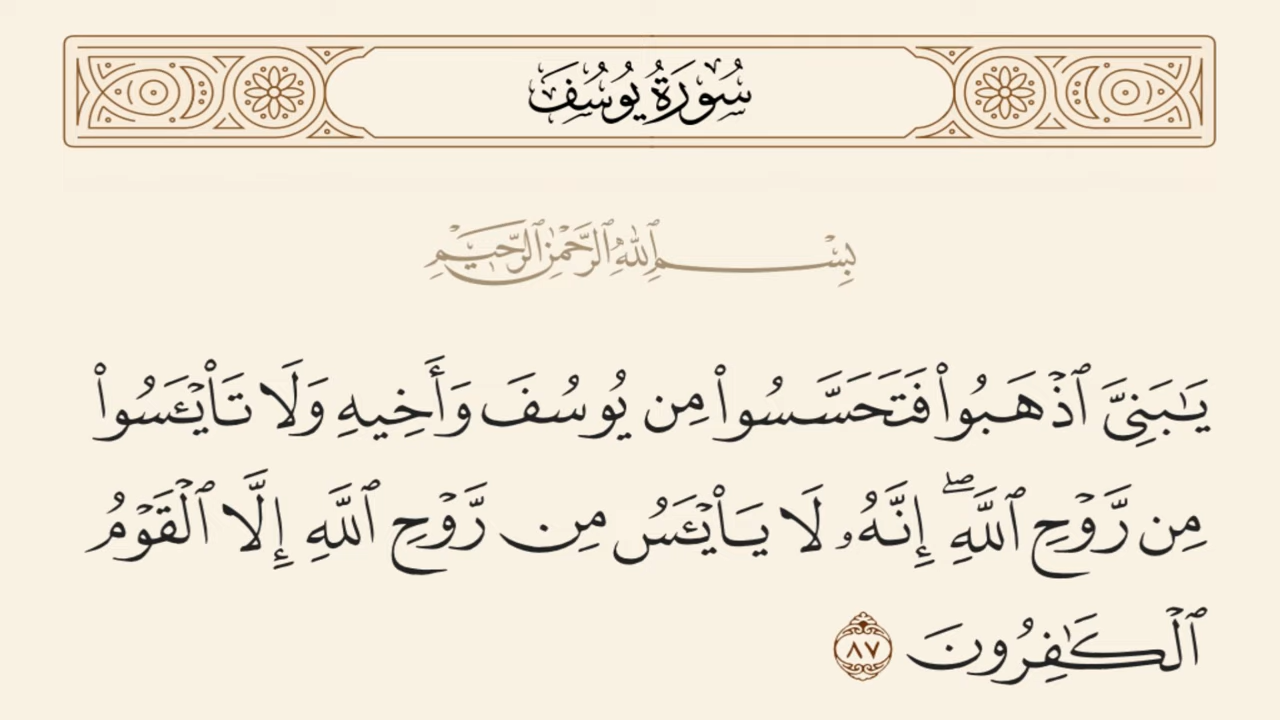 سُورَةُ يُوسُفَ
بِسْمِ ٱللَّهِ ٱلرَّحْمَٰنِ ٱلرَّحِيمِ
يَـٰبَنِىَّ ٱذْهَبُوا۟ فَتَحَسَّسُوا۟ مِن يُوسُفَ وَأَخِيهِ وَلَا تَا۟يْـَٔسُوا۟
مِن رَّوْحِ ٱللَّهِ ۖ إِنَّهُۥ لَا يَا۟يْـَٔسُ مِن رَّوْحِ ٱللَّهِ إِلَّا ٱلْقَوْمُ
ٱلْكَـٰفِرُونَ ٨٧